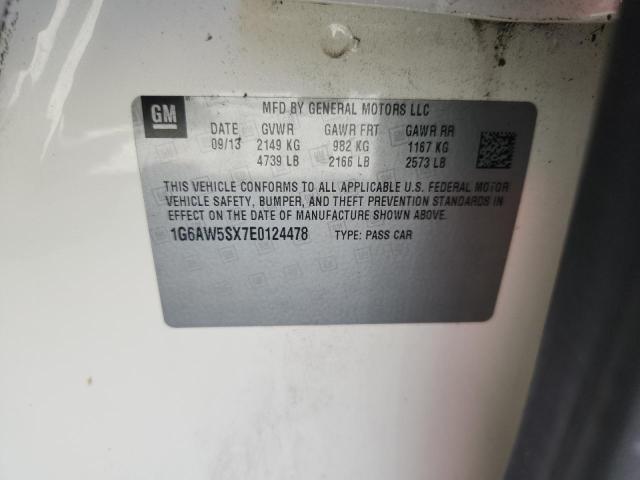 GM
MFD BY GENERAL MOTORS LLC
DATE GVWR GAWR FRT GAWR RR
09/13 2149 KG 982 KG 1167 KG
4739 LB 2166 LB 2573 LB
THIS VEHICLE CONFORMS TO ALL APPLICABLE U.S. FEDERAL MOTOR
VEHICLE SAFETY, BUMPER, AND THEFT PREVENTION STANDARDS IN
EFFECT ON THE DATE OF MANUFACTURE SHOWN ABOVE.
1G6AW5SX7E0124478 TYPE: PASS CAR